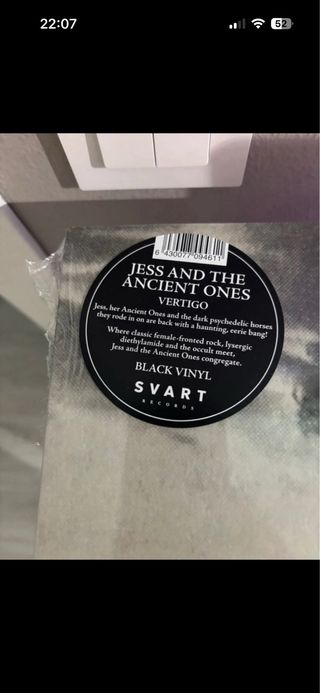 22:07
52
6 430077 094611
JESS AND THE
ANCIENT ONES
VERTIGO
Jess, her Ancient Ones and the dark psychedelic horses
they rode in on are back with a haunting, eerie bang!
Where classic female-fronted rock, lysergic
diethylamide and the occult meet,
Jess and the Ancient Ones congregate.
BLACK VINYL
SVART
RECORDS